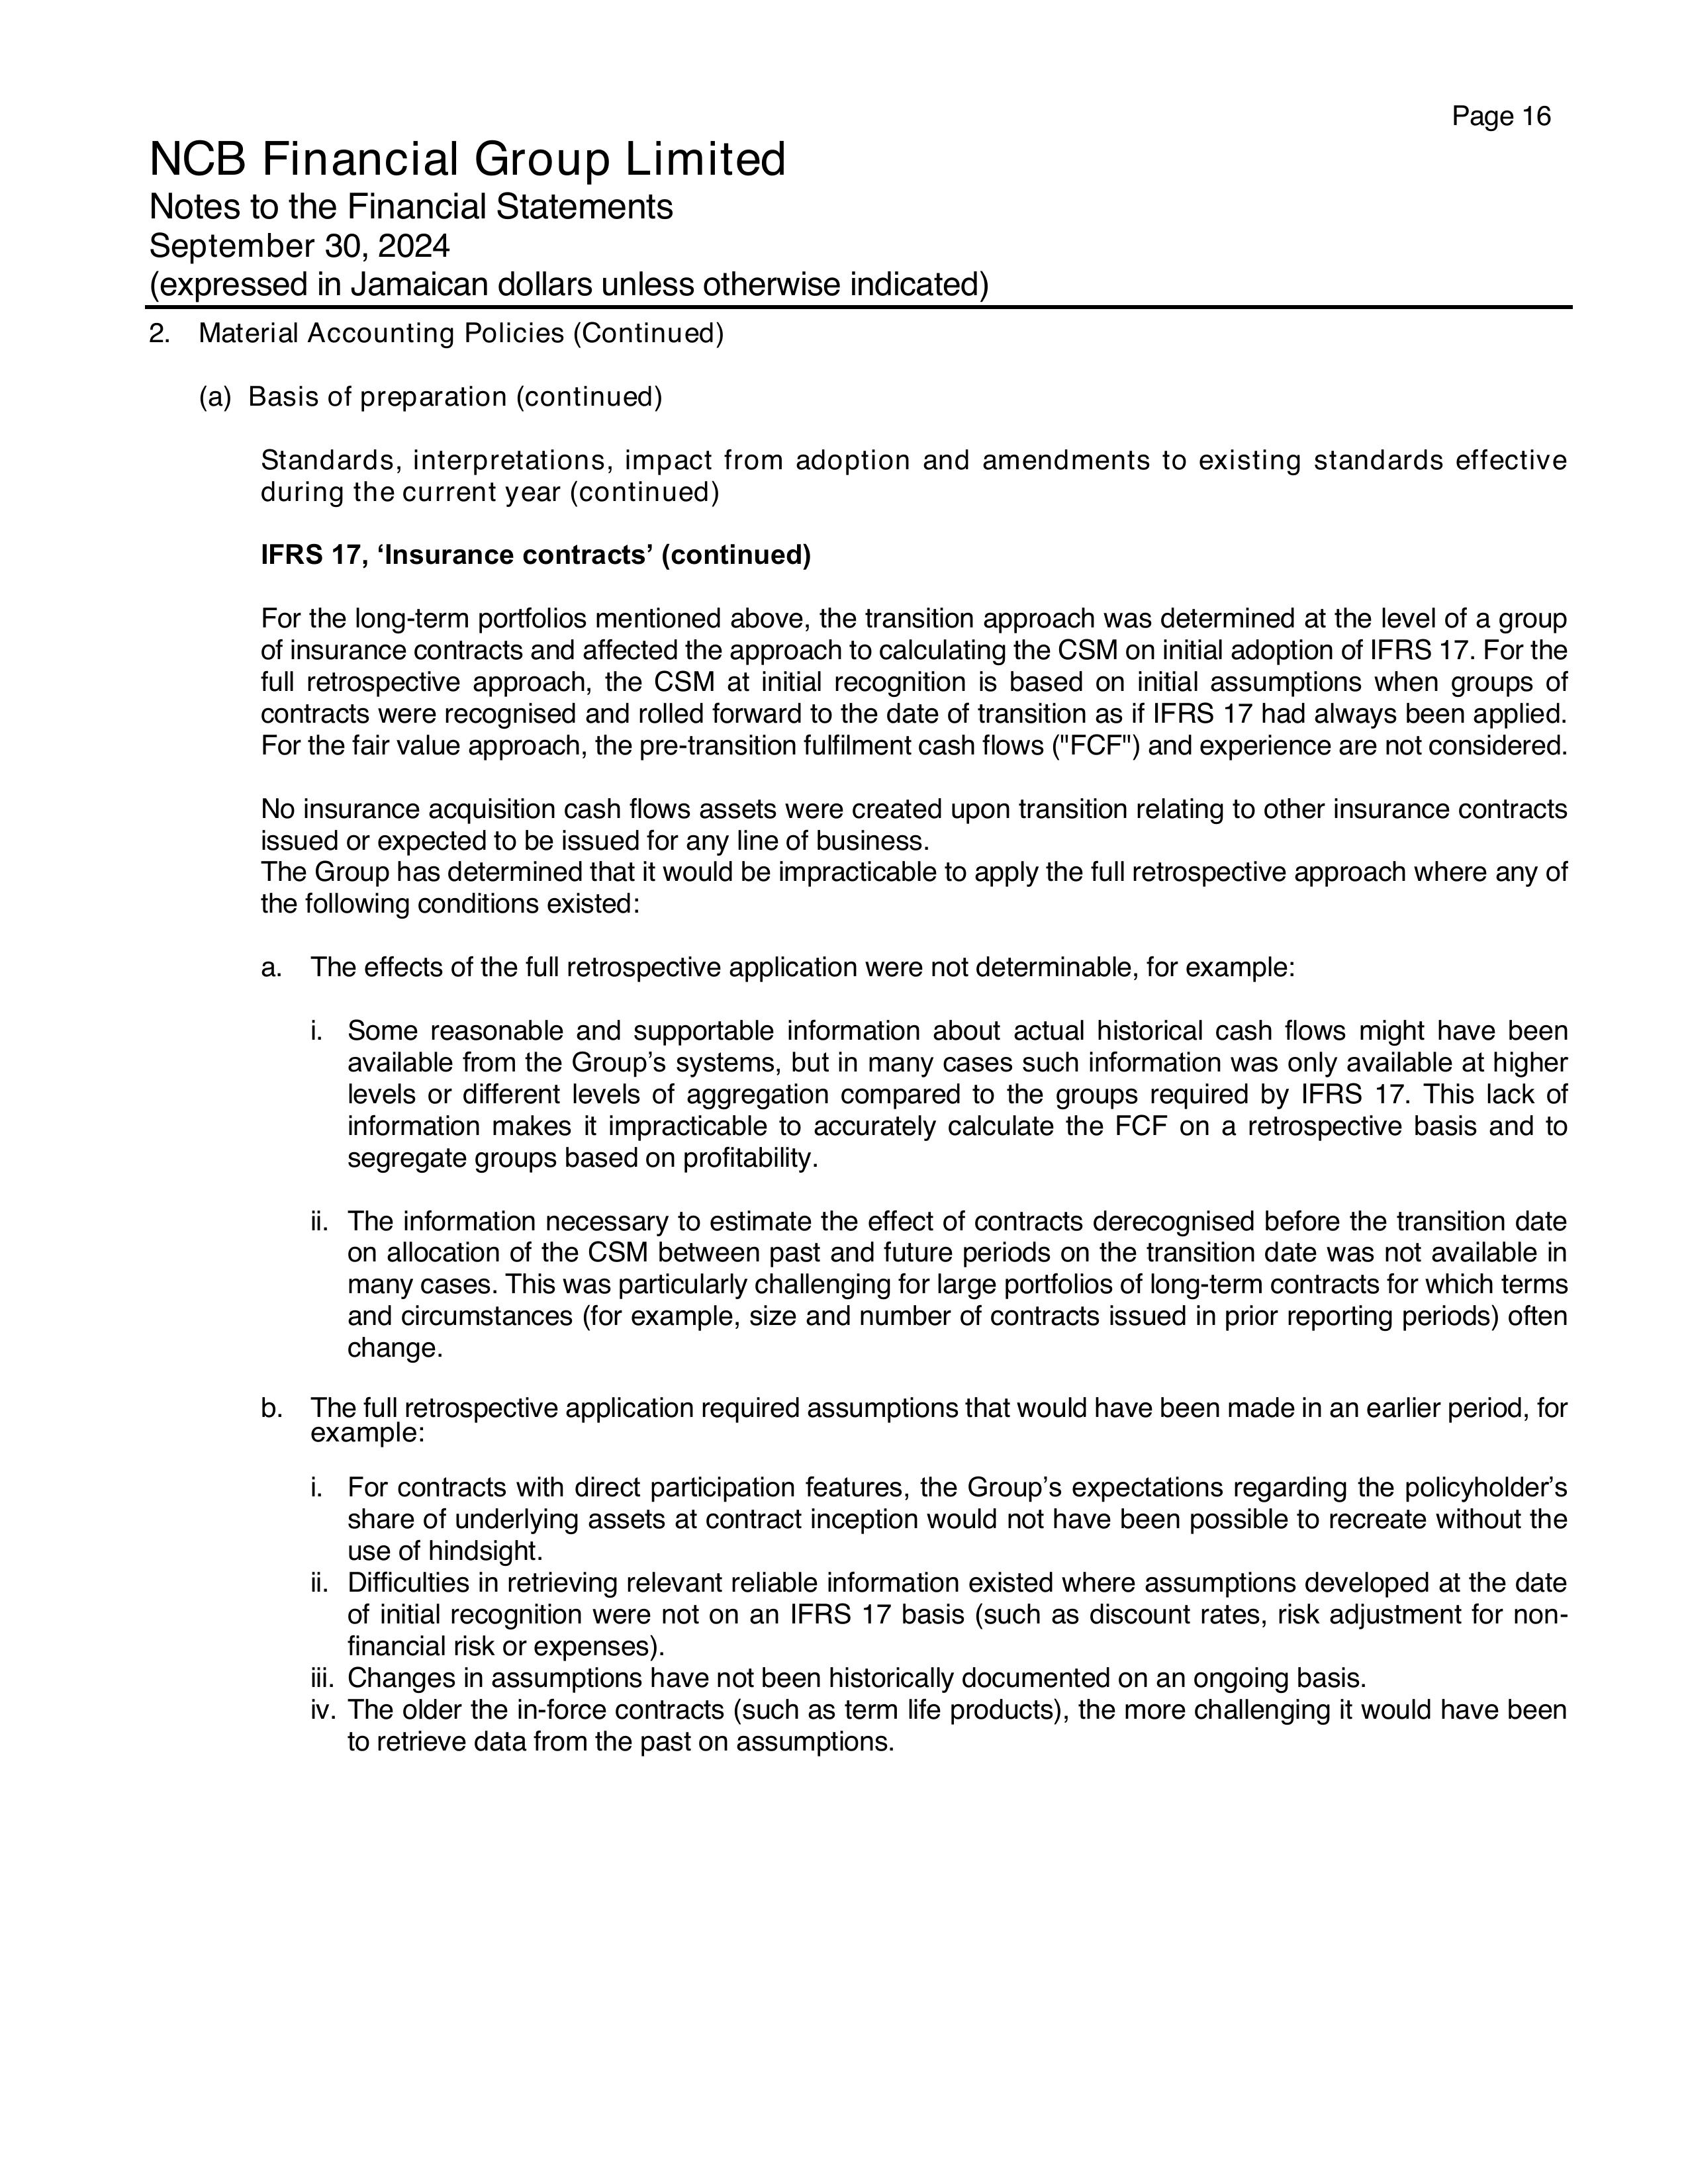 Page 16
NCB Financial Group Limited
Notes to the Financial Statements
September 30, 2024
(expressed in Jamaican dollars unless otherwise indicated)
2. Material Accounting Policies (Continued)
(a) Basis of preparation (continued)
Standards, interpretations, impact from adoption and amendments to existing standards effective
during the current year (continued)
IFRS 17, ‘Insurance contracts’ (continued)
For the long-term portfolios mentioned above, the transition approach was determined at the level of a group
of insurance contracts and affected the approach to calculating the CSM on initial adoption of IFRS 17. For the
full retrospective approach, the CSM at initial recognition is based on initial assumptions when groups of
contracts were recognised and rolled forward to the date of transition as if IFRS 17 had always been applied.
For the fair value approach, the pre-transition fulfilment cash flows ("FCF") and experience are not considered.
No insurance acquisition cash flows assets were created upon transition relating to other insurance contracts
issued or expected to be issued for any line of business.
The Group has determined that it would be impracticable to apply the full retrospective approach where any of
the following conditions existed:
a. The effects of the full retrospective application were not determinable, for example:
i. Some reasonable and supportable information about actual historical cash flows might have been
available from the Group’s systems, but in many cases such information was only available at higher
levels or different levels of aggregation compared to the groups required by IFRS 17. This lack of
information makes it impracticable to accurately calculate the FCF on a retrospective basis and to
segregate groups based on profitability.
ii. The information necessary to estimate the effect of contracts derecognised before the transition date
on allocation of the CSM between past and future periods on the transition date was not available in
many cases. This was particularly challenging for large portfolios of long-term contracts for which terms
and circumstances (for example, size and number of contracts issued in prior reporting periods) often
change.
b. The full retrospective application required assumptions that would have been made in an earlier period, for
example:
i. For contracts with direct participation features, the Group’s expectations regarding the policyholder’s
share of underlying assets at contract inception would not have been possible to recreate without the
use of hindsight.
ii. Difficulties in retrieving relevant reliable information existed where assumptions developed at the date
of initial recognition were not on an IFRS 17 basis (such as discount rates, risk adjustment for non-
financial risk or expenses).
iii. Changes in assumptions have not been historically documented on an ongoing basis.
iv. The older the in-force contracts (such as term life products), the more challenging it would have been
to retrieve data from the past on assumptions.